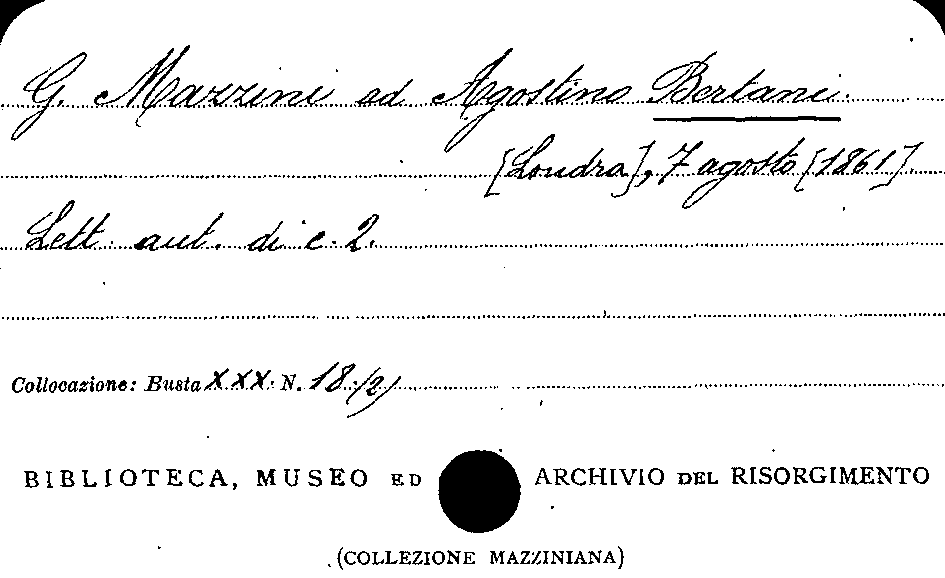 G. Mazzini ad Agostino Bertani.
[Londra], 7 agosto [1861]
Lett. aut. di c. 2.
Collocazione: Busta XXX. N. 18 (2)
BIBLIOTECA, MUSEO ED ARCHIVIO DEL RISORGIMENTO
(COLLEZIONE MAZZINIANA)